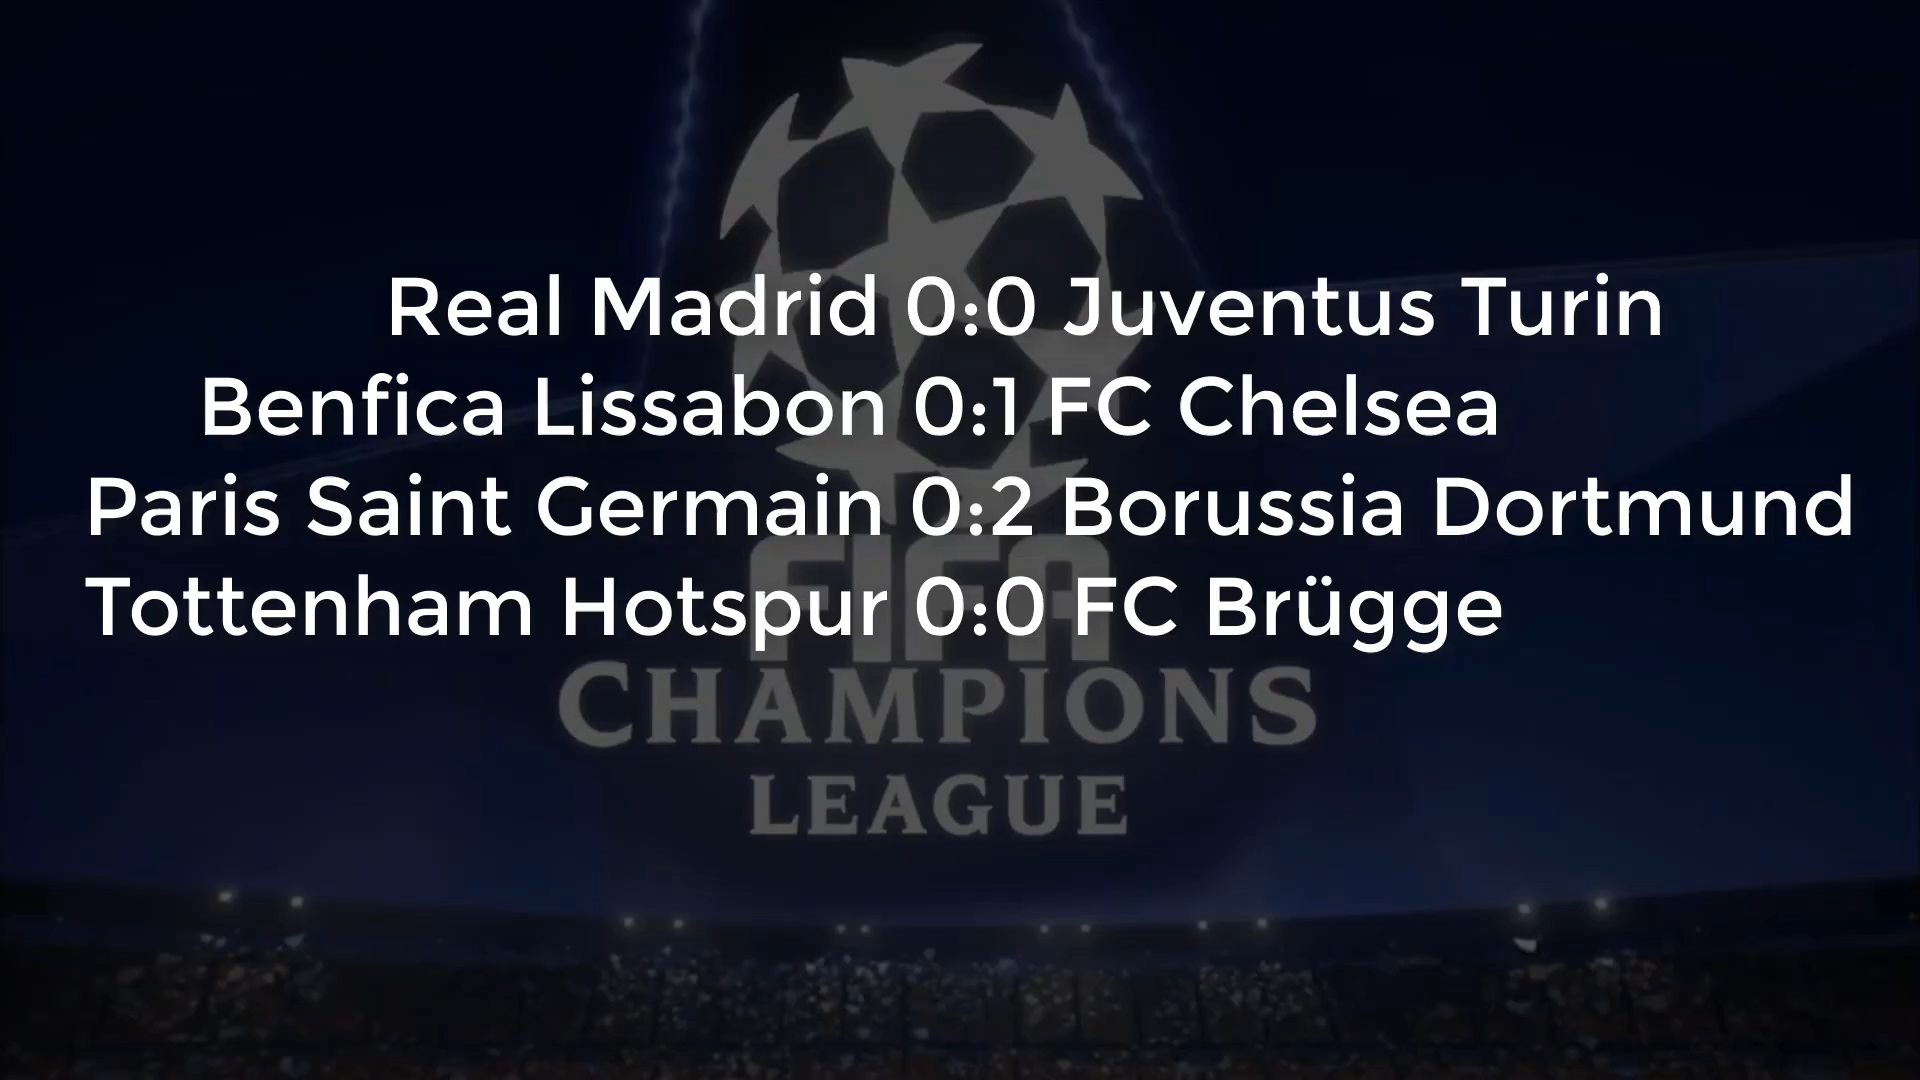 Real Madrid 0:0 Juventus Turin
Benfica Lissabon 0:1 FC Chelsea
Paris Saint Germain 0:2 Borussia Dortmund
Tottenham Hotspur 0:0 FC Brügge
FIFA
CHAMPIONS
LEAGUE